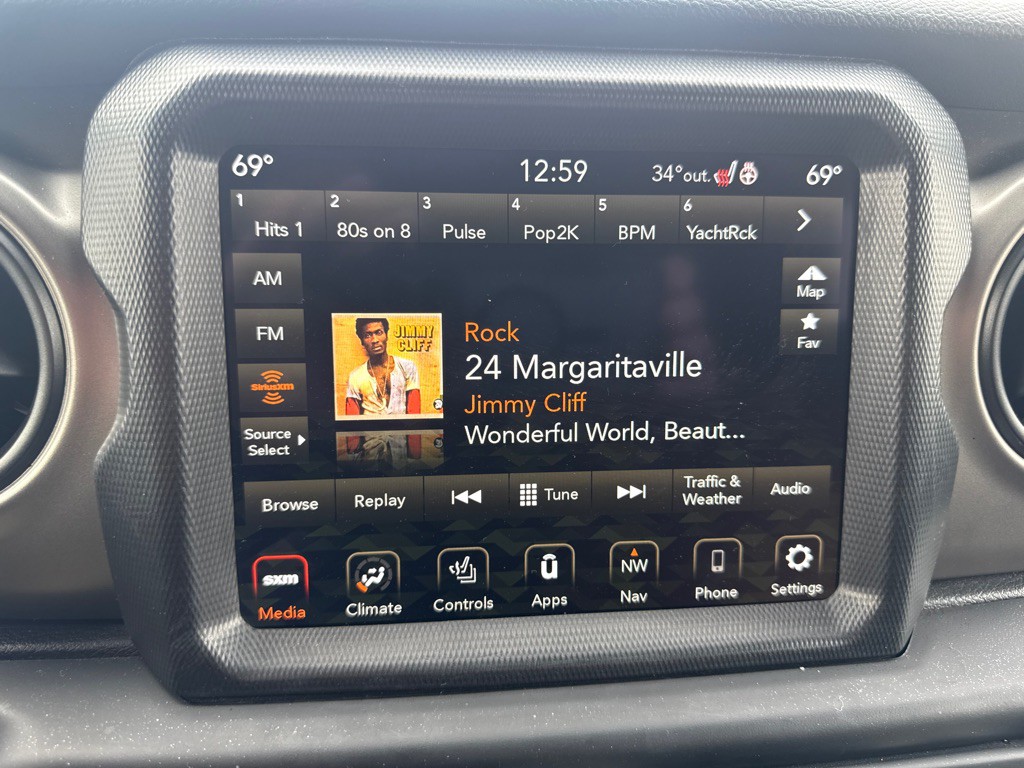 69° 12:59 34°out. 69°
1 Hits 1 2 80s on 8 3 Pulse 4 Pop2K 5 BPM 6 YachtRck
AM
Map
FM
Fav
SiriusXM
Source
Select
JIMMY
CLIFF
Rock
24 Margaritaville
Jimmy Cliff
Wonderful World, Beaut...
Browse Replay Tune Traffic &
Weather Audio
sxm
Media Climate Controls
ū
Apps
NW
Nav Phone Settings